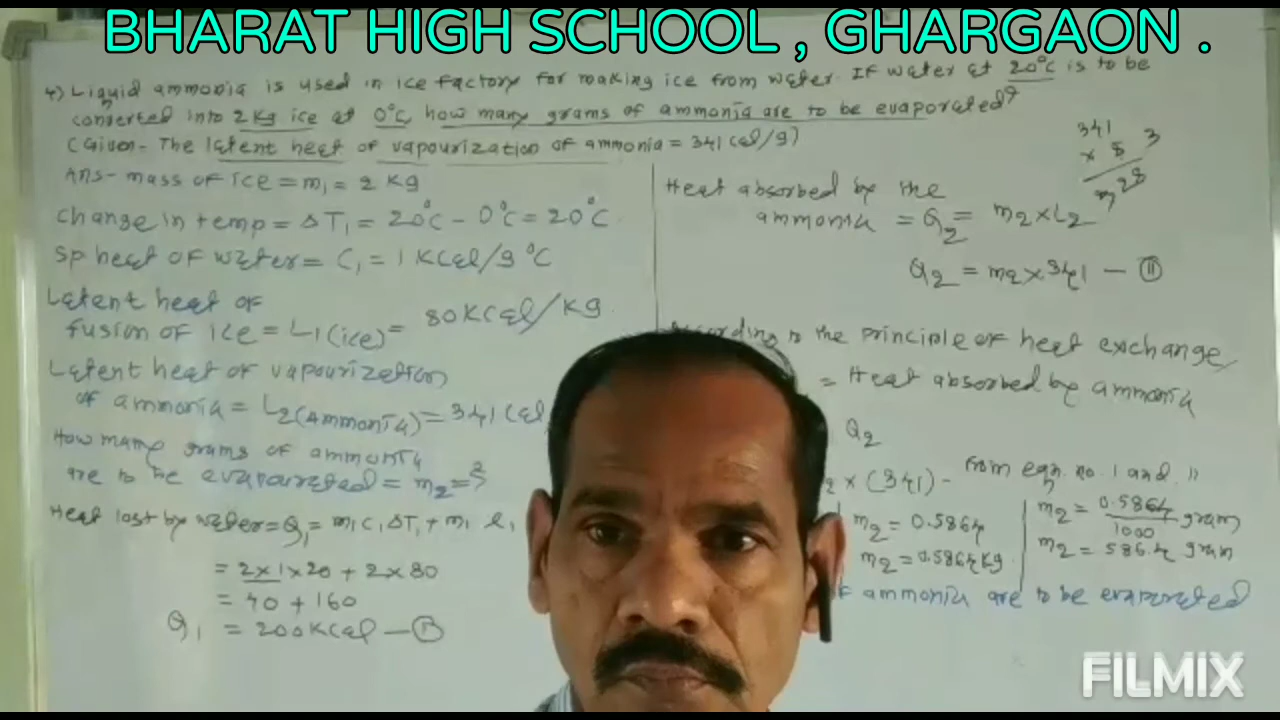 BHARAT HIGH SCHOOL , GHARGAON .
4) Liquid ammonia is used in ice factory for making ice from water. If water at 20°C is to be
converted into 2 Kg ice at 0°C, how many grams of ammonia are to be evaporated?
(Given- The latent heat of vapourization of ammonia = 341 Cal/g)
Ans- mass of ice = m1 = 2 Kg
Change in temp = ΔT1 = 20°C - 0°C = 20°C
Sp heat of water = C1 = 1 KCal/g °C
Latent heat of
fusion of ice = L1(ice) = 80 KCal/Kg
Latent heat of vapourization
of ammonia = L2(Ammonia) = 341 Cal
How many grams of ammonia
are to be evapourated = m2 = ?
Heat lost by water = Q1 = m1 C1 ΔT1 + m1 l1
= 2 x 1 x 20 + 2 x 80
= 40 + 160
Q1 = 200 KCal
341
x 5
Heat absorbed by the
ammonia = Q2 = m2 x L2
Q2 = m2 x 341 - II
to the principle of heat exchange
= Heat absorbed by ammonia
Q2
x (341) - from eqn. no. I and II
m2 = 0.5864
m2 = 0.5864 Kg
m2 = 0.5864 gram
1000
m2 = 586.4 gram
ammonia are to be evaporated
FILMIX